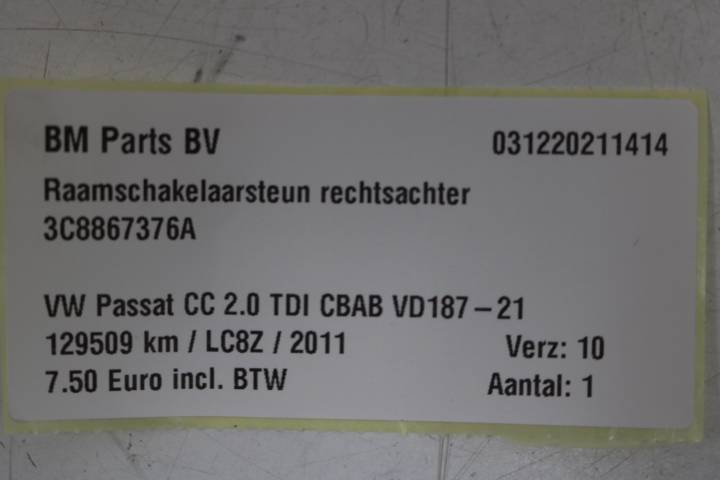 BM Parts BV 031220211414
Raamschakelaarsteun rechtsachter
3C8867376A
VW Passat CC 2.0 TDI CBAB VD187-21
129509 km / LC8Z / 2011 Verz: 10
7.50 Euro incl. BTW Aantal: 1